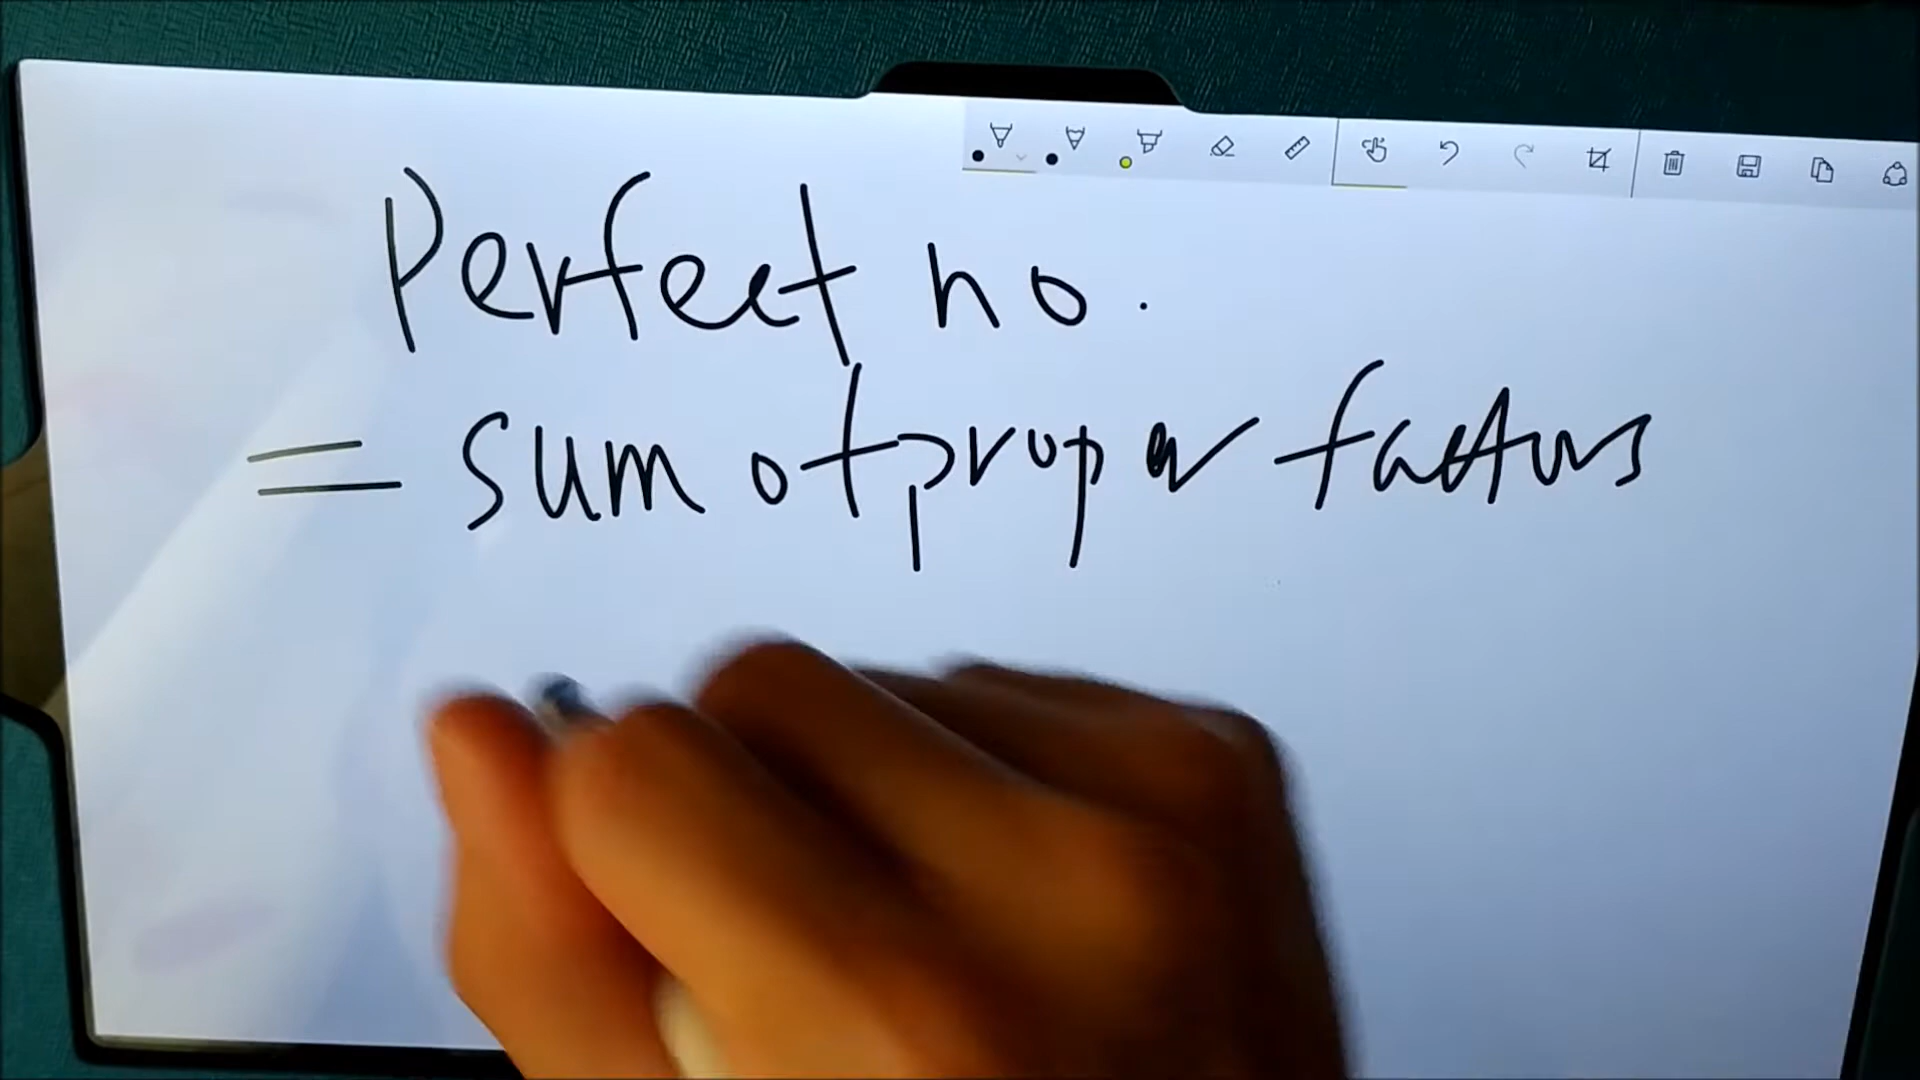 Perfect no.
= sum of proper factors